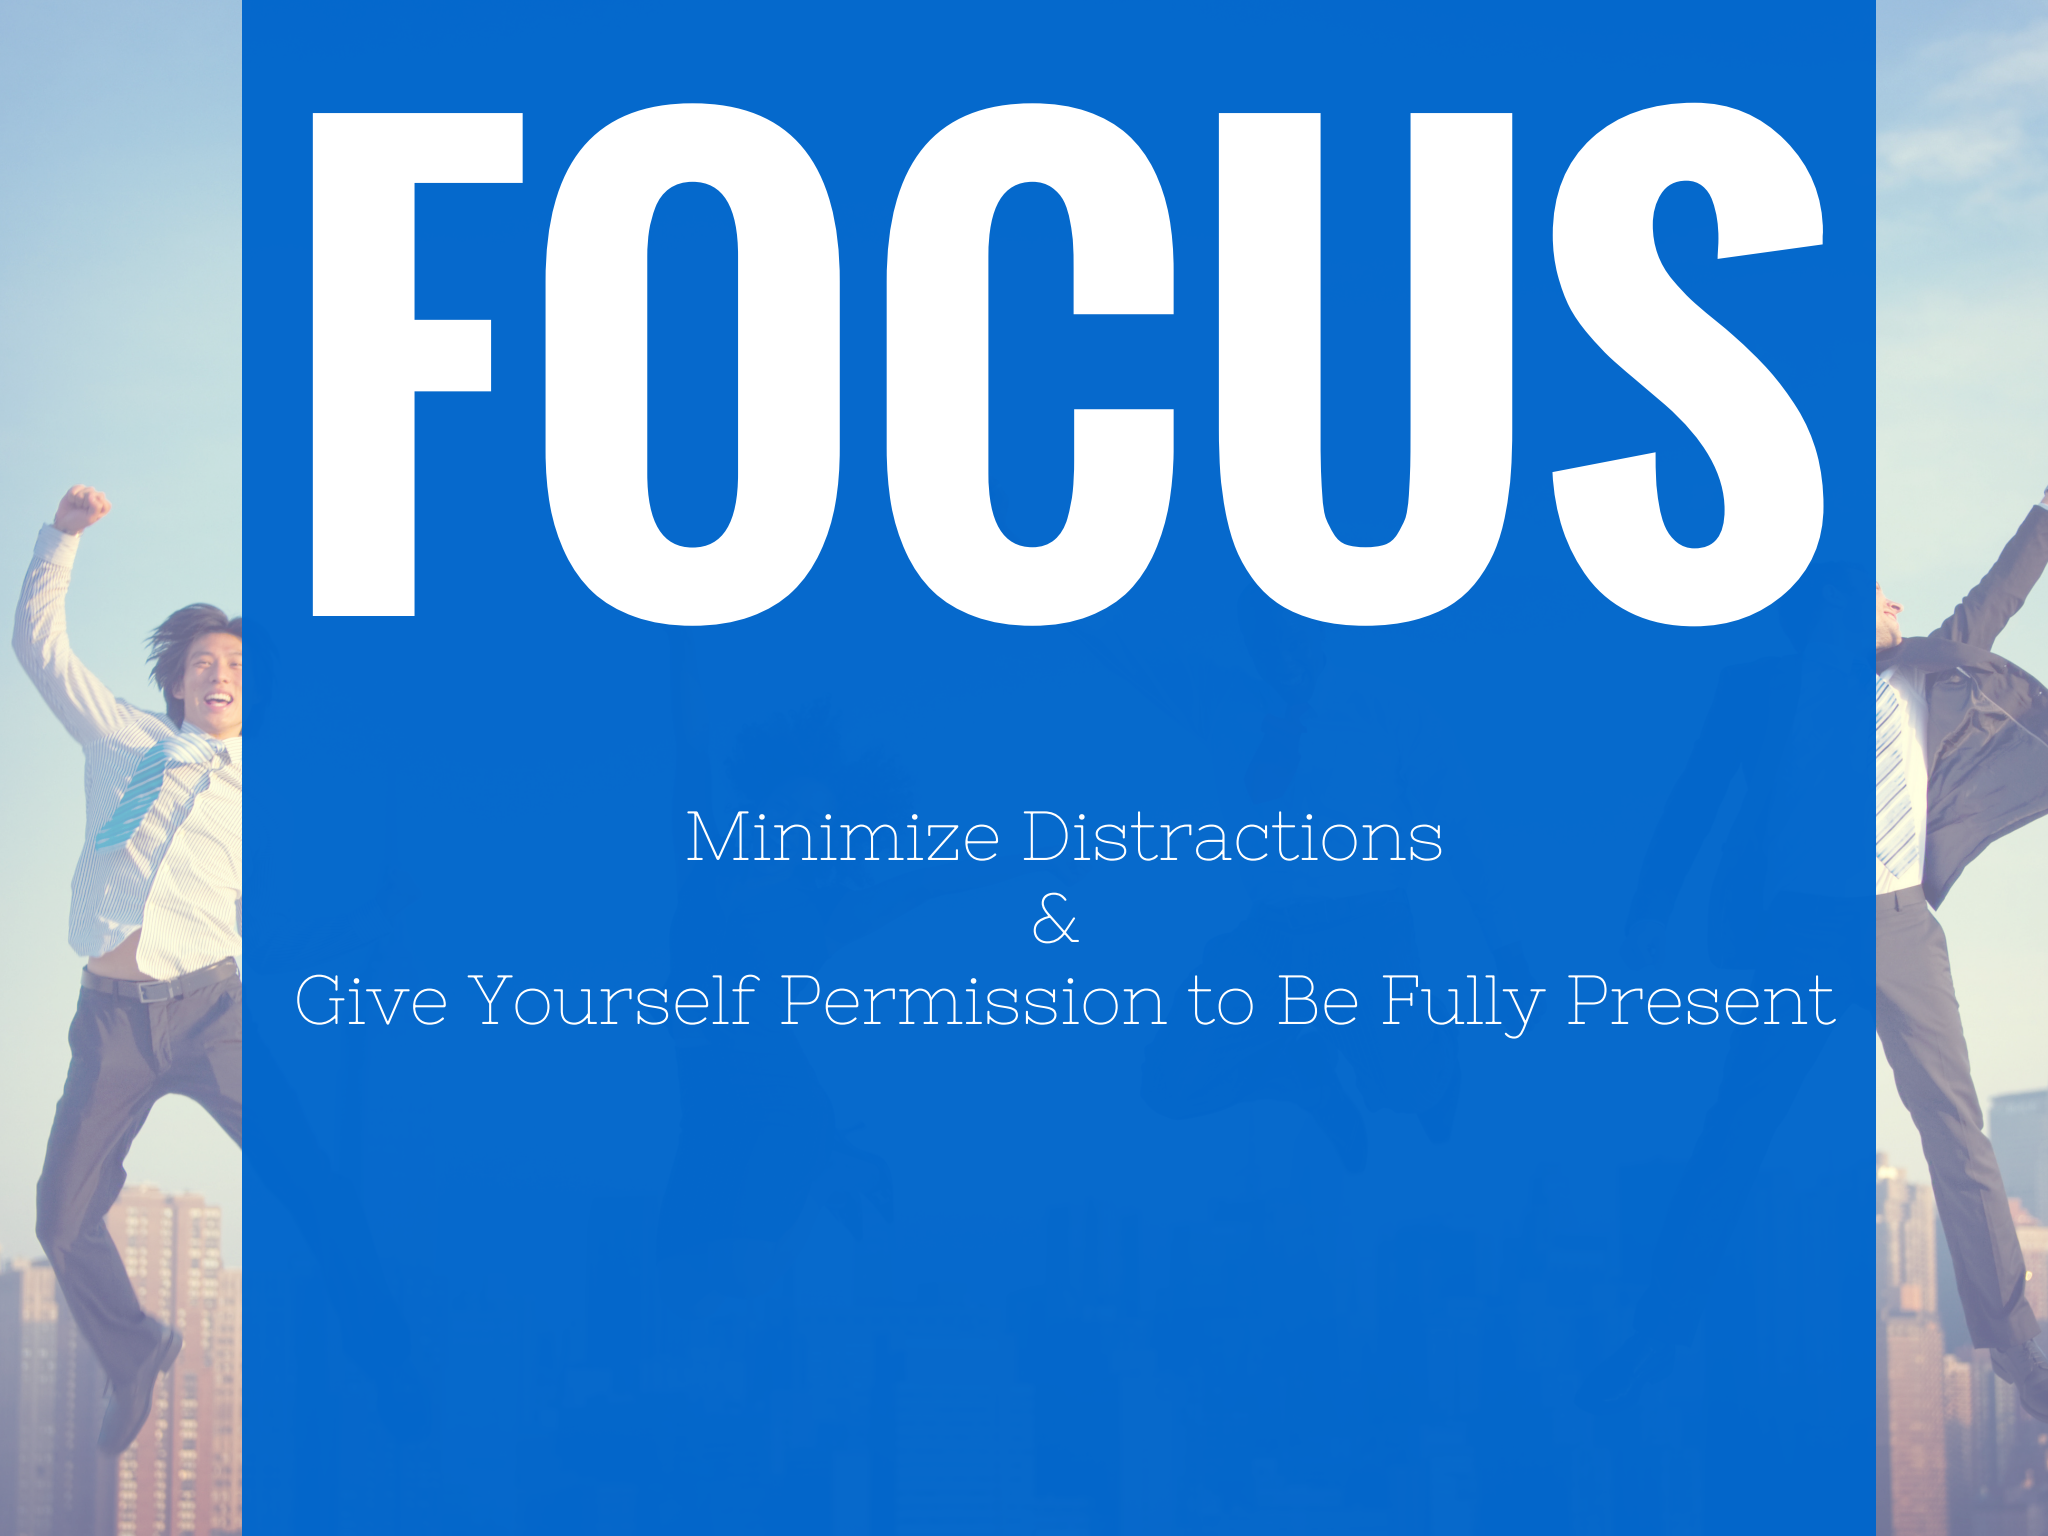 FOCUS
Minimize Distractions
&
Give Yourself Permission to Be Fully Present